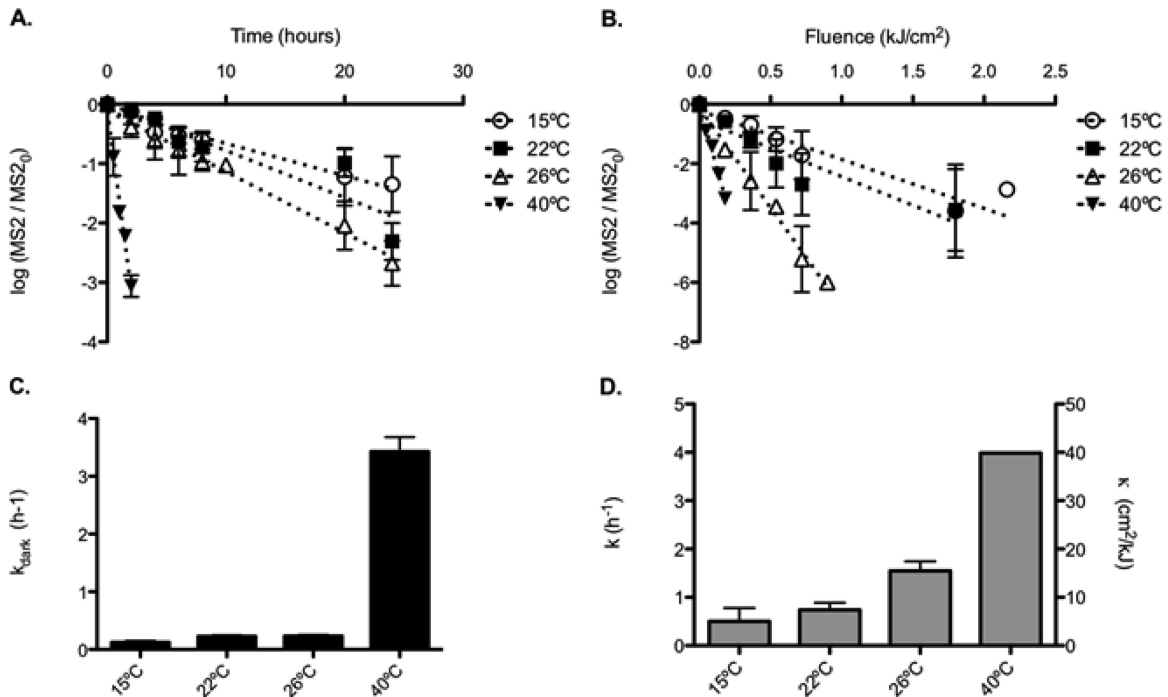 A.
Time (hours)
0 10 20 30
0
-1
-2
-3
-4
log (MS2 / MS2₀)
15ºC
22ºC
26ºC
40ºC
B.
Fluence (kJ/cm²)
0.0 0.5 1.0 1.5 2.0 2.5
0
-2
-4
-6
-8
log (MS2 / MS2₀)
15ºC
22ºC
26ºC
40ºC
C.
4
3
2
1
0
k_dark (h-1)
15ºC 22ºC 26ºC 40ºC
D.
5
4
3
2
1
0
k (h⁻¹)
50
40
30
20
10
0
κ (cm²/kJ)
15ºC 22ºC 26ºC 40ºC